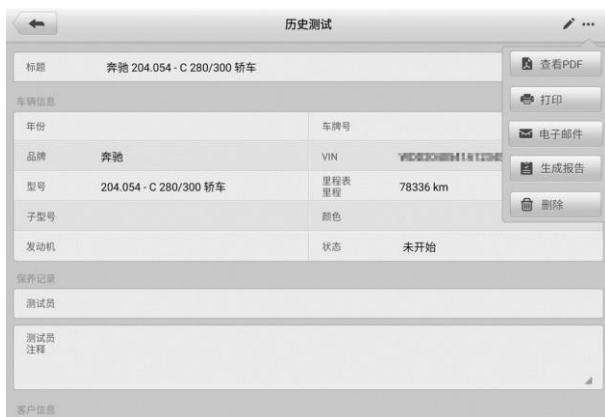 历史测试
标题 奔驰 204.054 - C 280/300 轿车
查看PDF
车辆信息
打印
年份 车牌号
电子邮件
品牌 奔驰 VIN
生成报告
型号 204.054 - C 280/300 轿车 里程表
里程 78336 km
删除
子型号 颜色
发动机 状态 未开始
保养记录
测试员
测试员
注释
客户信息